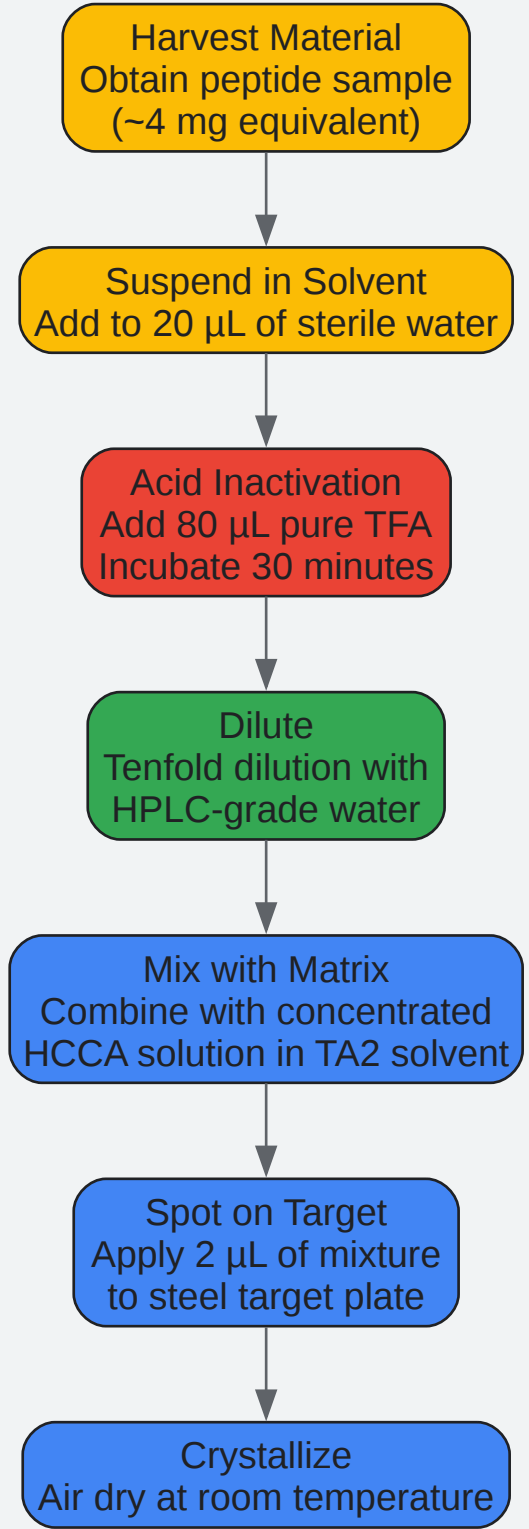 Harvest Material
Obtain peptide sample
(~4 mg equivalent)
Suspend in Solvent
Add to 20 µL of sterile water
Acid Inactivation
Add 80 µL pure TFA
Incubate 30 minutes
Dilute
Tenfold dilution with
HPLC-grade water
Mix with Matrix
Combine with concentrated
HCCA solution in TA2 solvent
Spot on Target
Apply 2 µL of mixture
to steel target plate
Crystallize
Air dry at room temperature